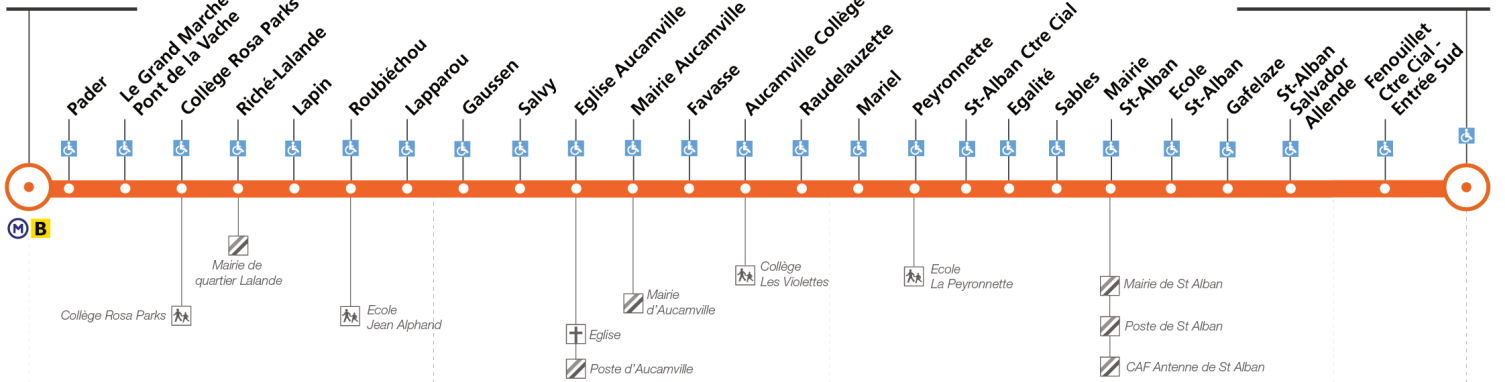 Pader
Le Grand Marché
Pont de la Vache
Collège Rosa Parks
Riché-Lalande
Lapin
Roubiéchou
Lapparou
Gaussen
Salvy
Eglise Aucamville
Mairie Aucamville
Favasse
Aucamville Collège
Raudelauzette
Mariel
Peyronnette
St-Alban Ctre Cial
Egalité
Sables
Mairie
St-Alban
Ecole
St-Alban
Gafelaze
St-Alban
Salvador
Allende
Fenouillet
Ctre Cial -
Entrée Sud
M B
Mairie de
quartier Lalande
Collège Rosa Parks
Ecole
Jean Alphand
Eglise
Poste d'Aucamville
Mairie
d'Aucamville
Collège
Les Violettes
Ecole
La Peyronnette
Mairie de St Alban
Poste de St Alban
CAF Antenne de St Alban